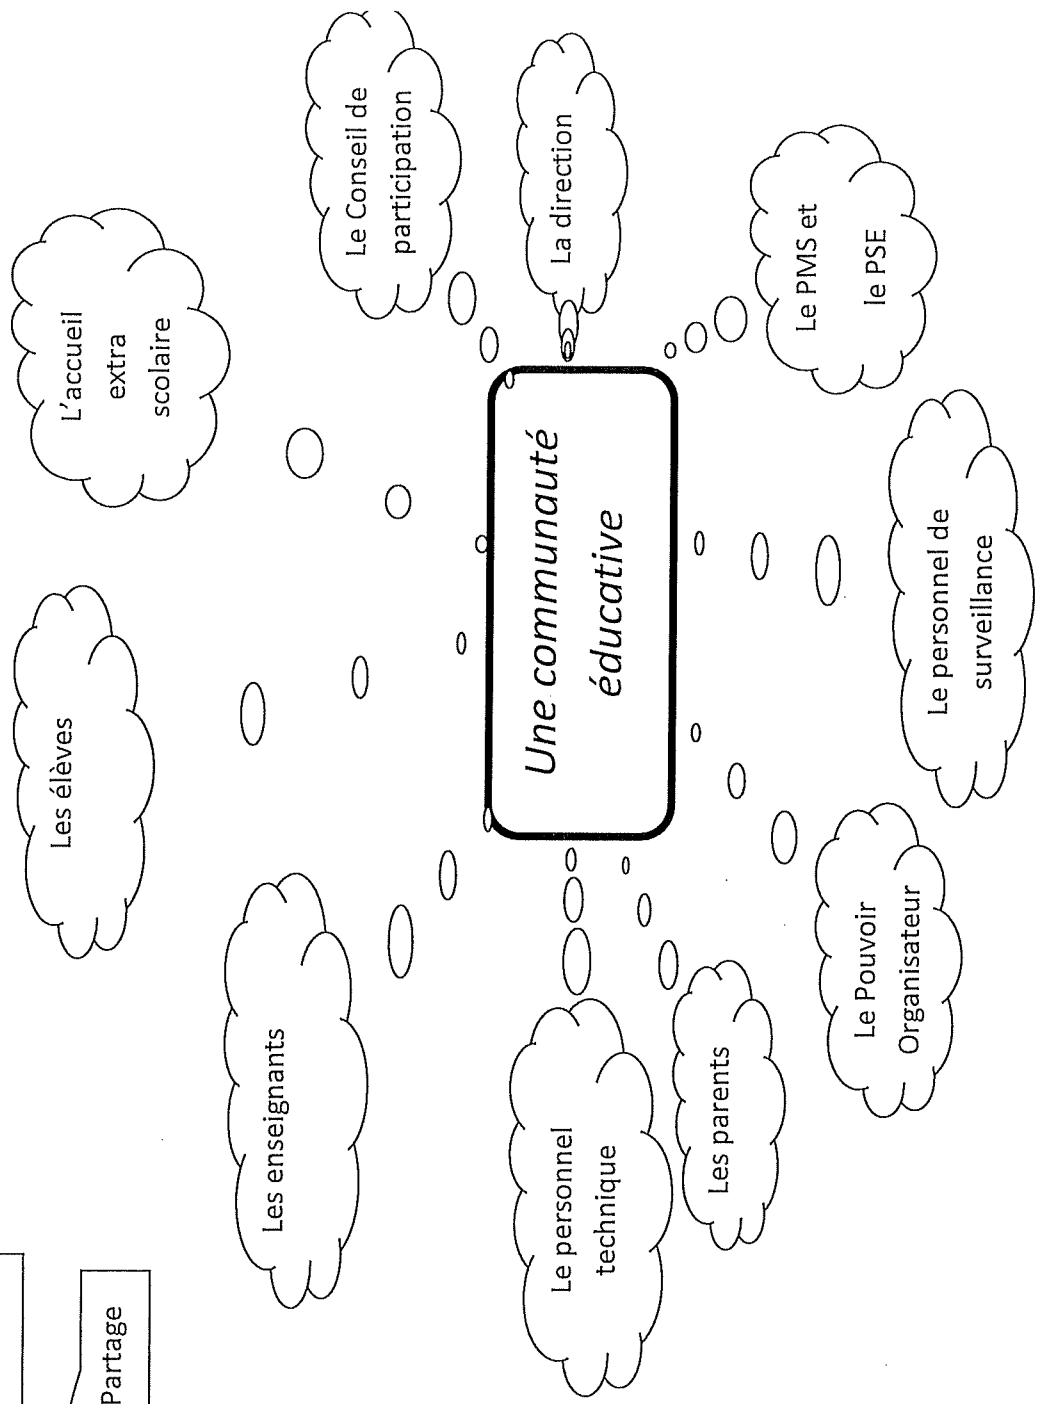 Partage
Les enseignants
Les élèves
L'accueil
extra
scolaire
Le Conseil de
participation
Une communauté
éducative
La direction
Le personnel
technique
Les parents
Le Pouvoir
Organisateur
Le personnel de
surveillance
Le PMS et
le PSE